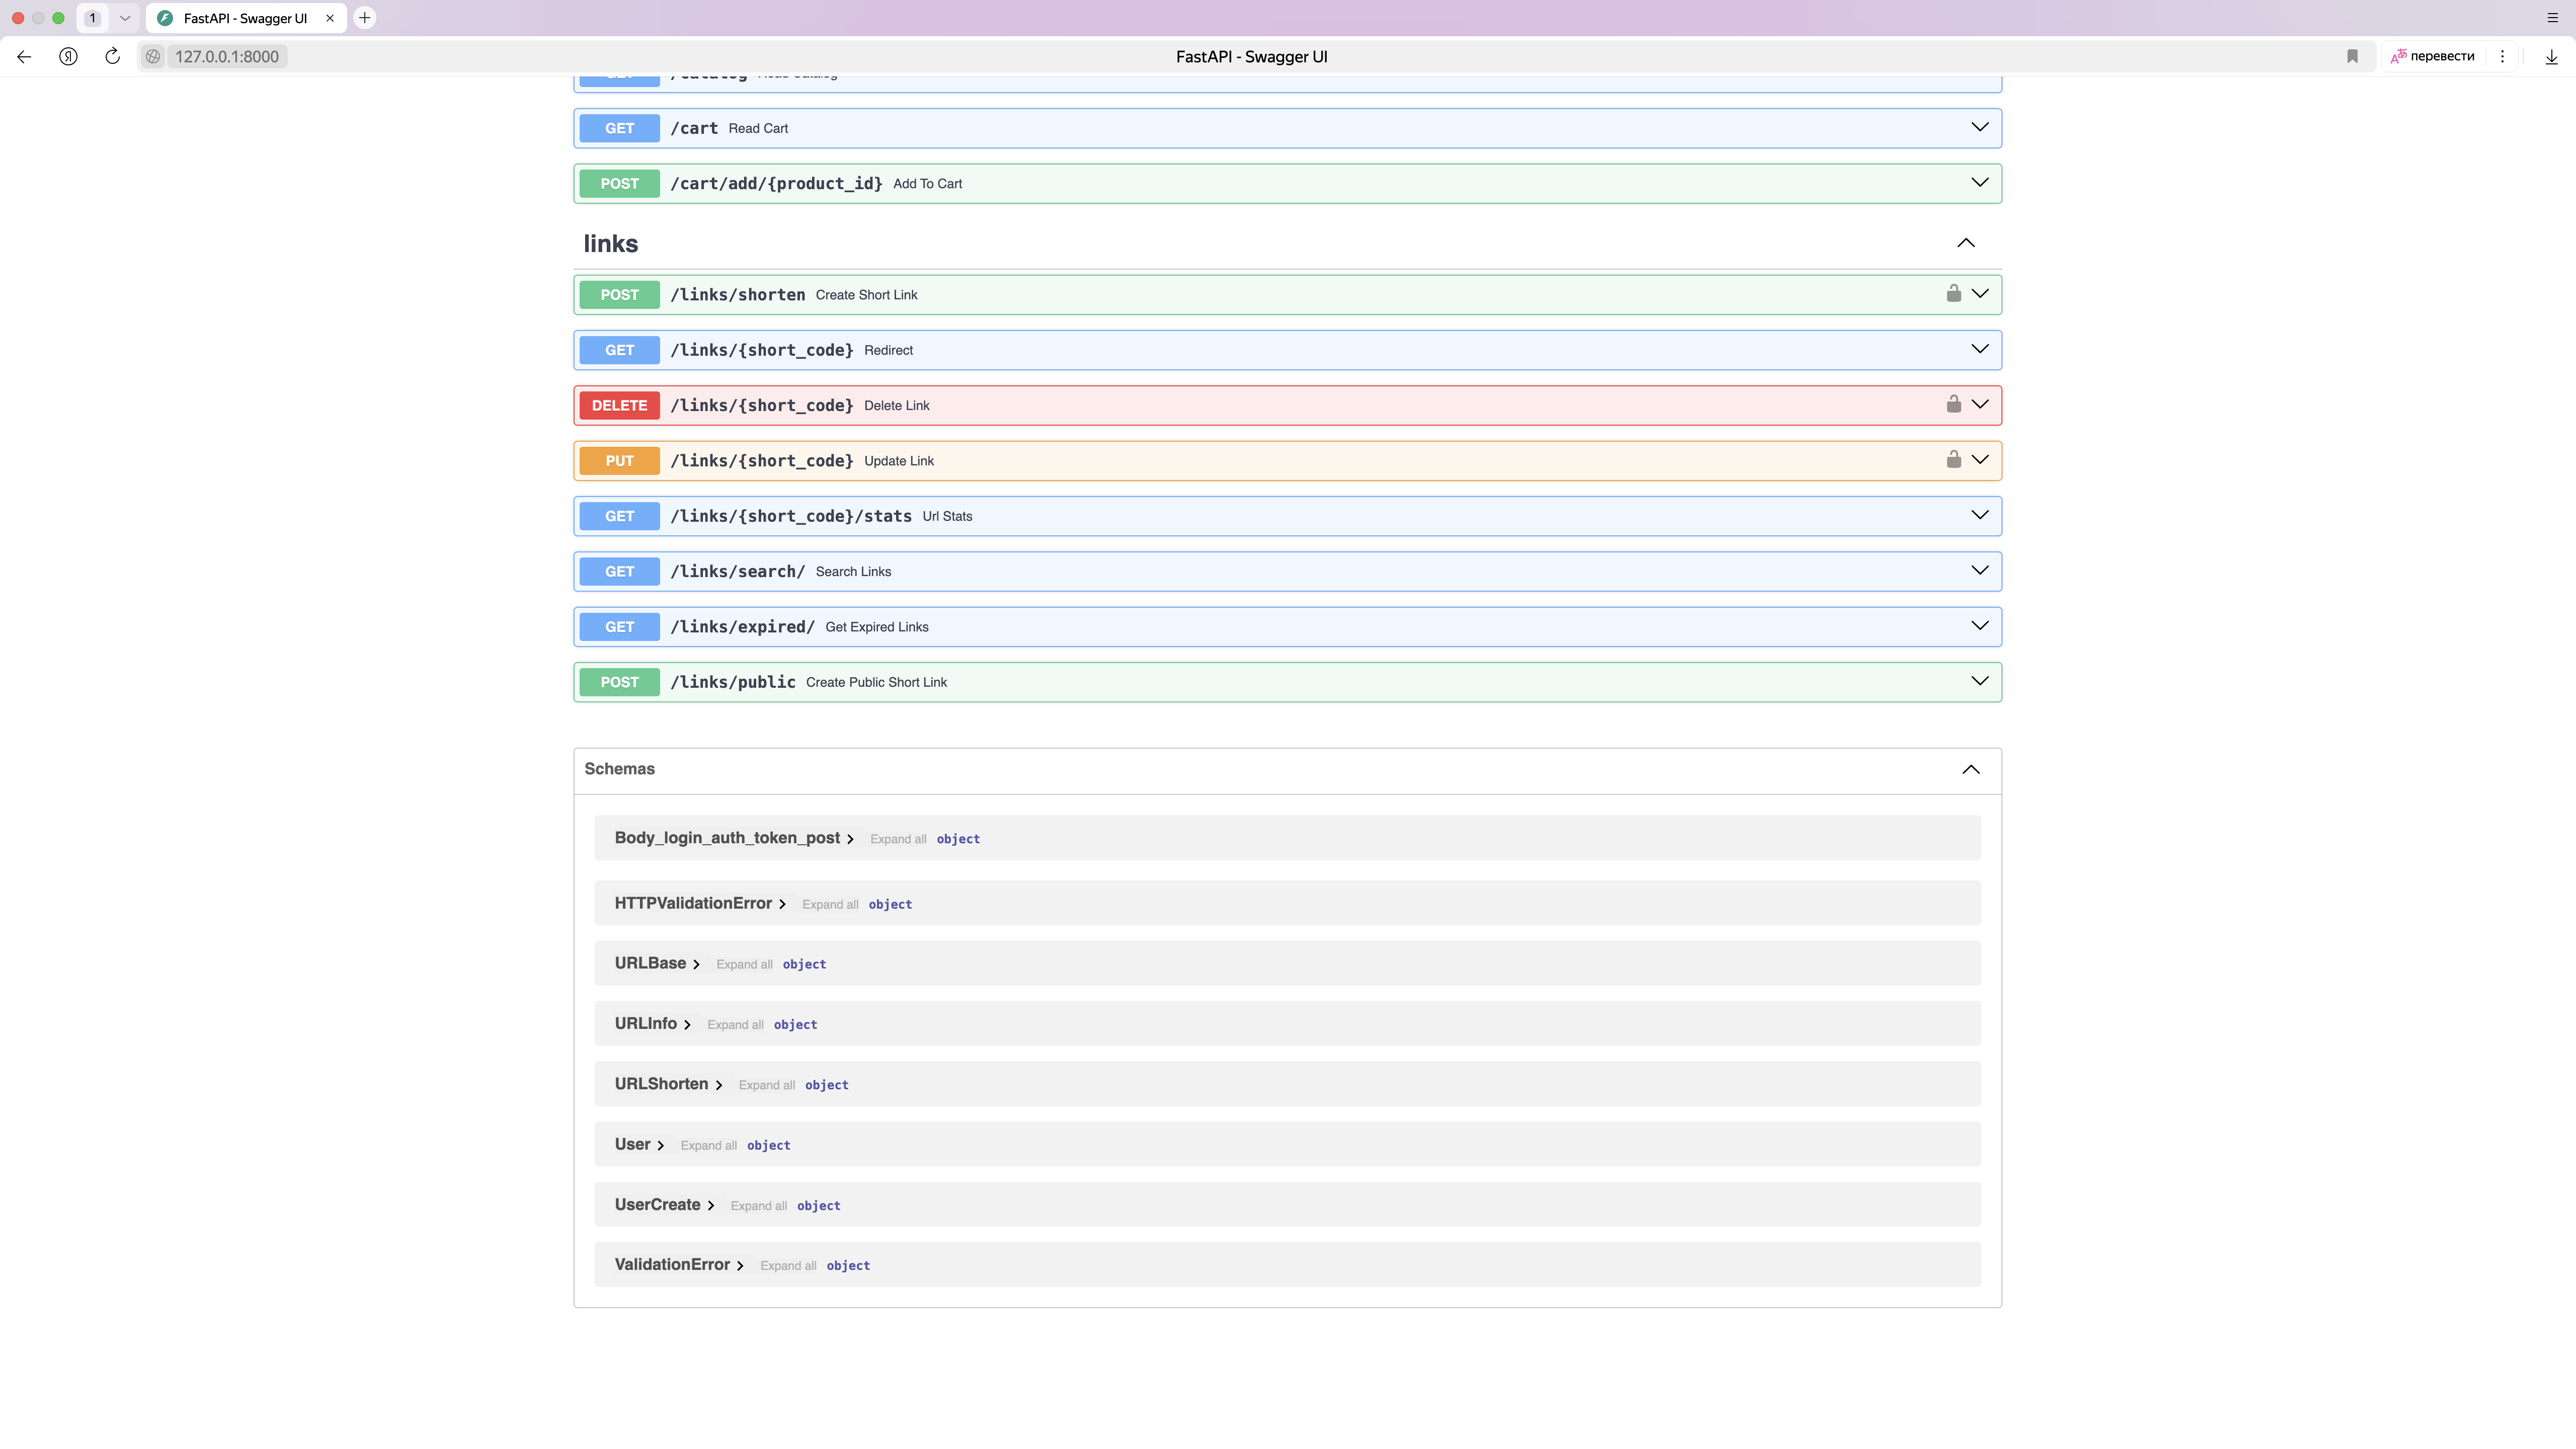 1
FastAPI - Swagger UI
127.0.0.1:8000
FastAPI - Swagger UI
перевести
GET /catalog Read Catalog
GET /cart Read Cart
POST /cart/add/{product_id} Add To Cart
links
POST /links/shorten Create Short Link
GET /links/{short_code} Redirect
DELETE /links/{short_code} Delete Link
PUT /links/{short_code} Update Link
GET /links/{short_code}/stats Url Stats
GET /links/search/ Search Links
GET /links/expired/ Get Expired Links
POST /links/public Create Public Short Link
Schemas
Body_login_auth_token_post Expand all object
HTTPValidationError Expand all object
URLBase Expand all object
URLInfo Expand all object
URLShorten Expand all object
User Expand all object
UserCreate Expand all object
ValidationError Expand all object